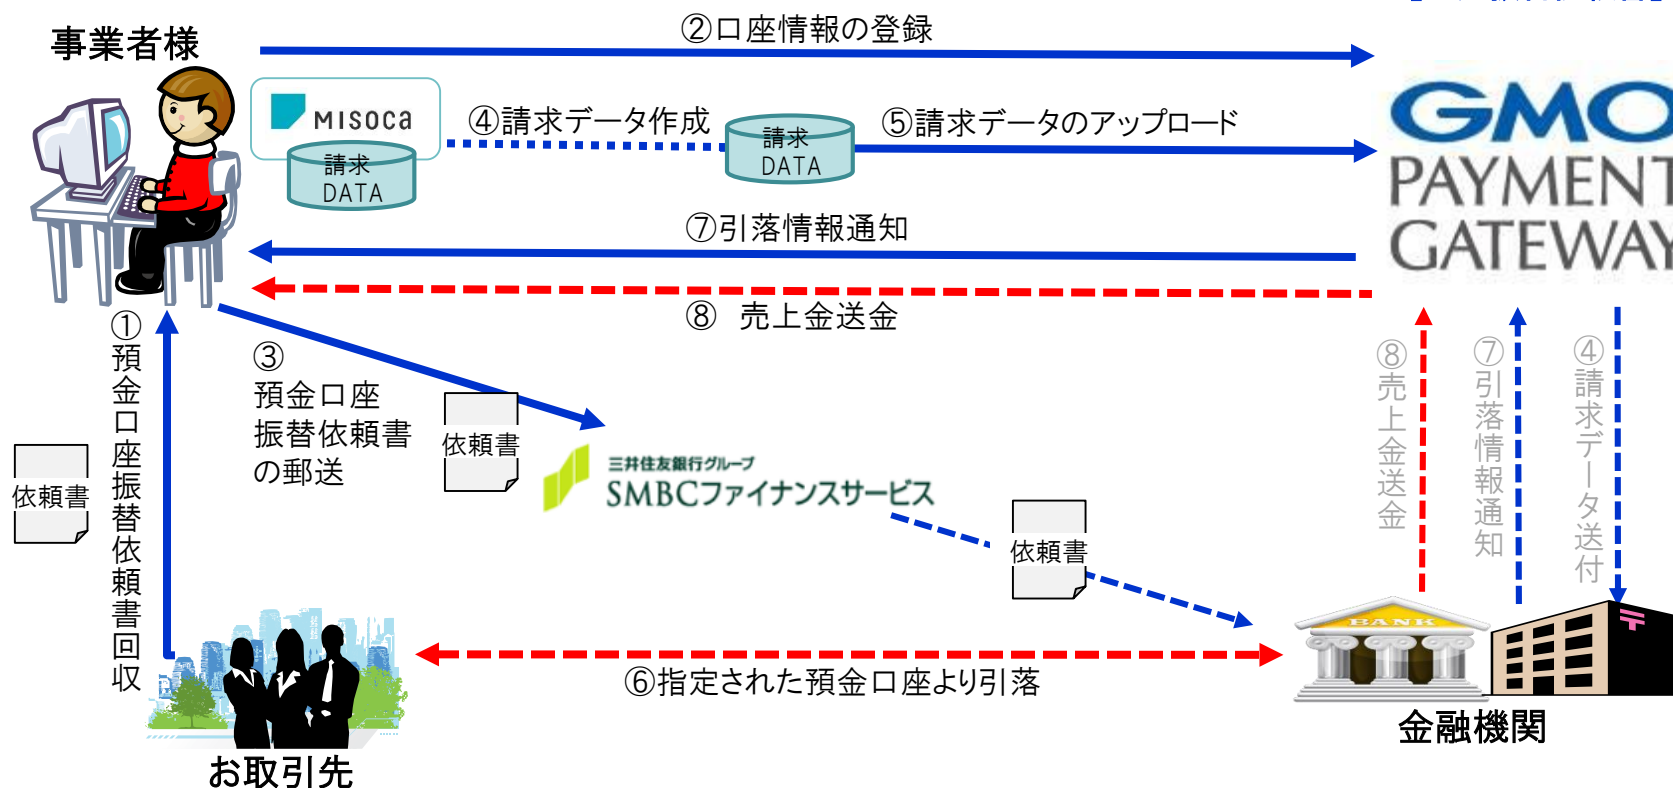 ②口座情報の登録
事業者様
MISOCA
請求
DATA
④請求データ作成
請求
DATA
⑤請求データのアップロード
GMO
PAYMENT
GATEWAY
⑦引落情報通知
⑧ 売上金送金
①預金口座振替依頼書回収
依頼書
③
預金口座
振替依頼書
の郵送
依頼書
三井住友銀行グループ
SMBCファイナンスサービス
依頼書
⑧売上金送金
⑦引落情報通知
④請求データ送付
BANK
〒
⑥指定された預金口座より引落
金融機関
お取引先